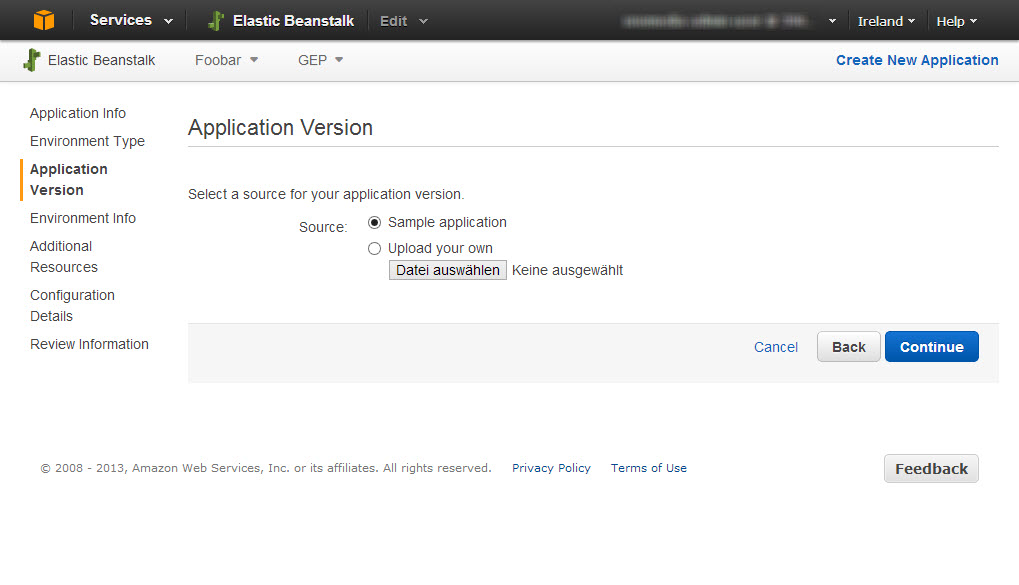 Services Elastic Beanstalk Edit Ireland Help
Elastic Beanstalk Foobar GEP Create New Application
Application Info
Environment Type
Application
Version
Environment Info
Additional
Resources
Configuration
Details
Review Information
Application Version
Select a source for your application version.
Source: Sample application
Upload your own
Datei auswählen Keine ausgewählt
Cancel Back Continue
© 2008 - 2013, Amazon Web Services, Inc. or its affiliates. All rights reserved. Privacy Policy Terms of Use Feedback